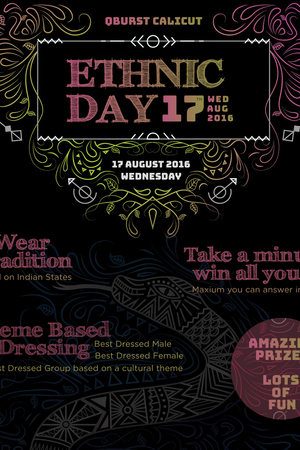 QBURST CALICUT
ETHNIC
DAY 17 WED AUG 2016
17 AUGUST 2016
WEDNESDAY
Wear
adition
d on Indian States
Take a minu
win all you
Maxium you can answer i
eme Based
Dressing
Best Dressed Male
Best Dressed Female
st Dressed Group based on a cultural theme
AMAZI
PRIZE
LOTS
OF
FUN